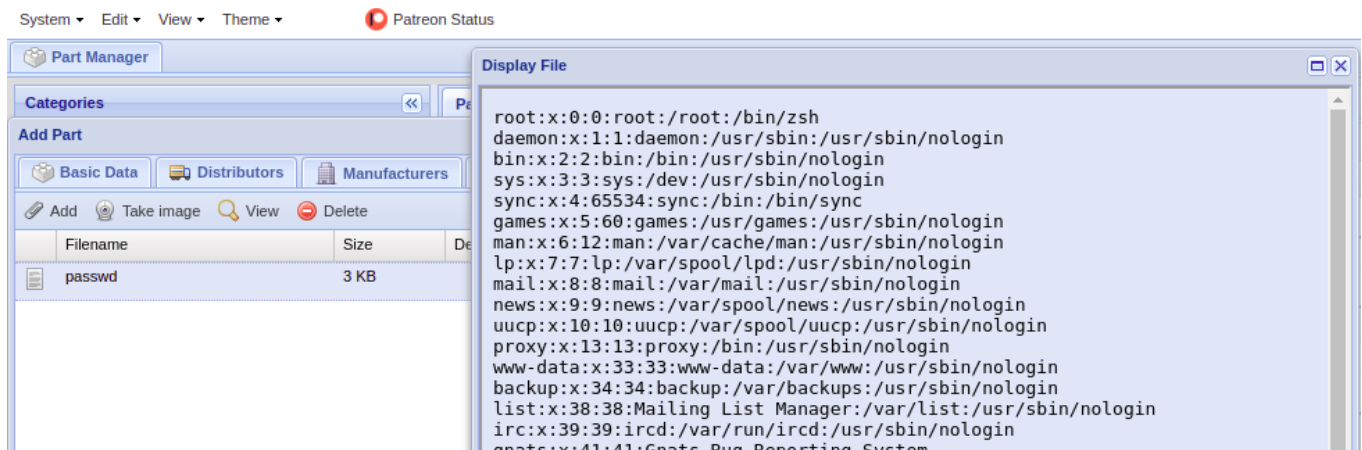 System Edit View Theme Patreon Status
Part Manager
Categories
Add Part
Basic Data Distributors Manufacturers
Add Take image View Delete
Filename Size
passwd 3 KB
Display File
root:x:0:0:root:/root:/bin/zsh
daemon:x:1:1:daemon:/usr/sbin:/usr/sbin/nologin
bin:x:2:2:bin:/bin:/usr/sbin/nologin
sys:x:3:3:sys:/dev:/usr/sbin/nologin
sync:x:4:65534:sync:/bin:/bin/sync
games:x:5:60:games:/usr/games:/usr/sbin/nologin
man:x:6:12:man:/var/cache/man:/usr/sbin/nologin
lp:x:7:7:lp:/var/spool/lpd:/usr/sbin/nologin
mail:x:8:8:mail:/var/mail:/usr/sbin/nologin
news:x:9:9:news:/var/spool/news:/usr/sbin/nologin
uucp:x:10:10:uucp:/var/spool/uucp:/usr/sbin/nologin
proxy:x:13:13:proxy:/bin:/usr/sbin/nologin
www-data:x:33:33:www-data:/var/www:/usr/sbin/nologin
backup:x:34:34:backup:/var/backups:/usr/sbin/nologin
list:x:38:38:Mailing List Manager:/var/list:/usr/sbin/nologin
irc:x:39:39:ircd:/var/run/ircd:/usr/sbin/nologin
gnats:x:41:41:Gnats Bug-Reporting System